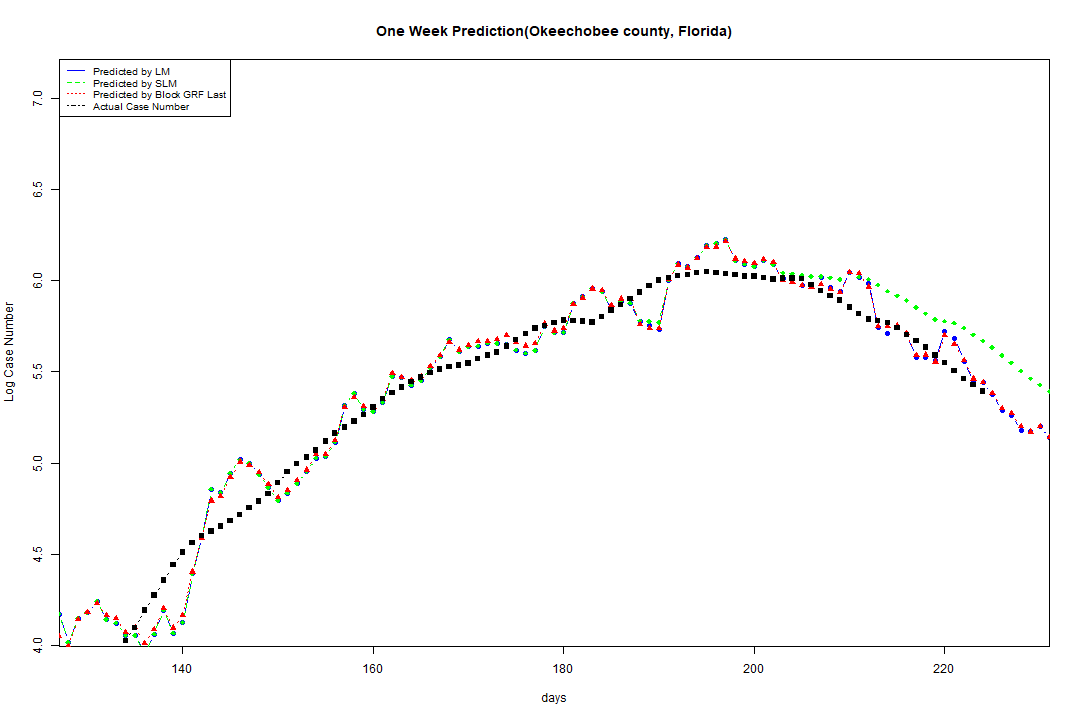 One Week Prediction(Okeechobee county, Florida)
Predicted by LM
Predicted by SLM
Predicted by Block GRF Last
Actual Case Number
7.0
6.5
6.0
5.5
5.0
4.5
4.0
Log Case Number
140 160 180 200 220
days